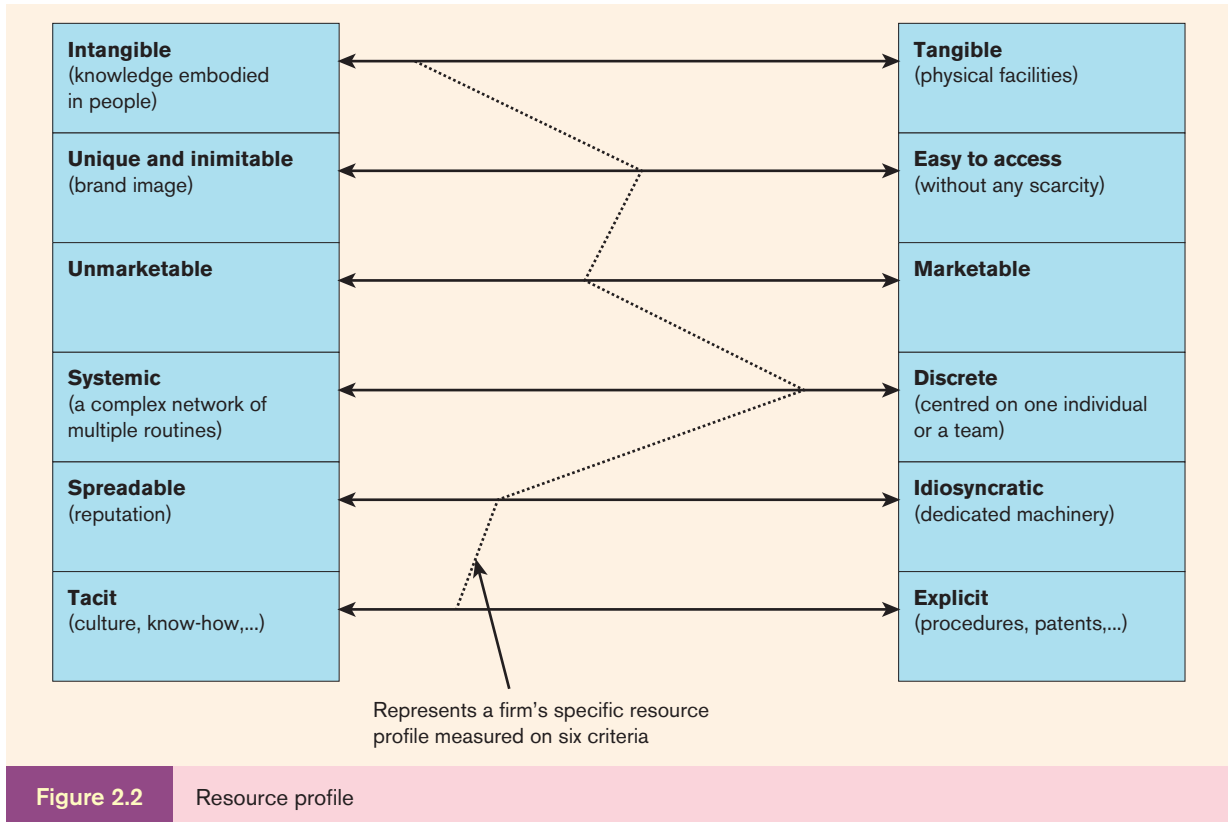 Intangible
(knowledge embodied
in people)
Tangible
(physical facilities)
Unique and inimitable
(brand image)
Easy to access
(without any scarcity)
Unmarketable
Marketable
Systemic
(a complex network of
multiple routines)
Discrete
(centred on one individual
or a team)
Spreadable
(reputation)
Idiosyncratic
(dedicated machinery)
Tacit
(culture, know-how,...)
Explicit
(procedures, patents,...)
Represents a firm's specific resource
profile measured on six criteria
Figure 2.2 Resource profile